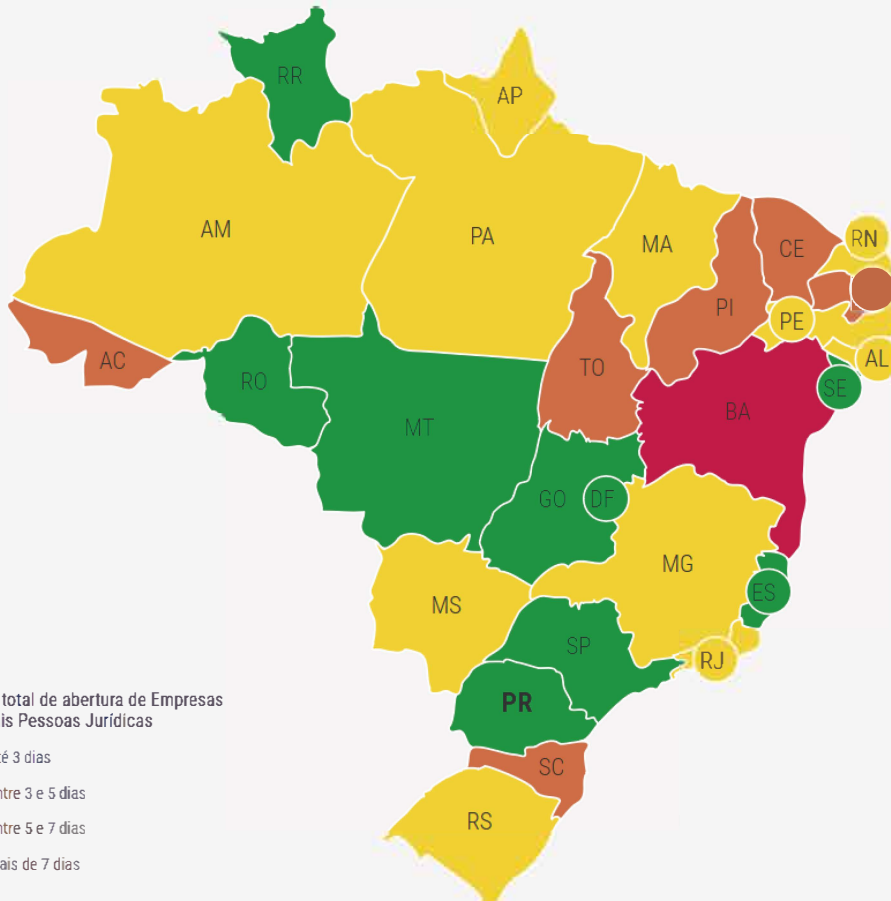 RR
AP
AM
PA
MA
CE
RN
PI
PE
AC
RO
TO
AL
SE
MT
BA
GO
DF
MG
ES
MS
SP
RJ
PR
SC
RS
total de abertura de Empresas
is Pessoas Jurídicas
té 3 dias
ntre 3 e 5 dias
ntre 5 e 7 dias
ais de 7 dias